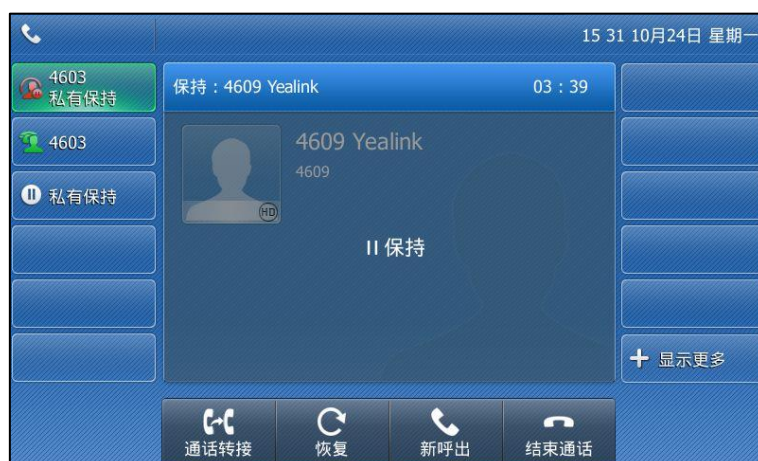 15 31 10月24日 星期一
4603
私有保持
4603
私有保持
保持：4609 Yealink 03：39
4609 Yealink
4609
HD
II 保持
显示更多
通话转接 恢复 新呼出 结束通话